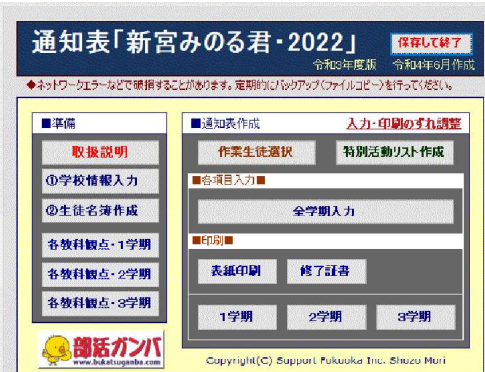 通知表「新宮みのる君・2022」
保存して終了
令和3年度版 令和4年6月作成
◆ネットワークエラーなどで破損することがあります。定期的にバックアップ（ファイルコピー）を行ってください。
■準備
取扱説明
①学校情報入力
②生徒名簿作成
各教科観点・1学期
各教科観点・2学期
各教科観点・3学期
部活ガンバ
www.bukatsuganba.com
■通知表作成
入力・印刷のずれ調整
作業生徒選択
特別活動リスト作成
■各項目入力■
全学期入力
■印刷■
表紙印刷
修了証書
1学期
2学期
3学期
Copyright(C) Support Fukuoka Inc. Shozo Mori